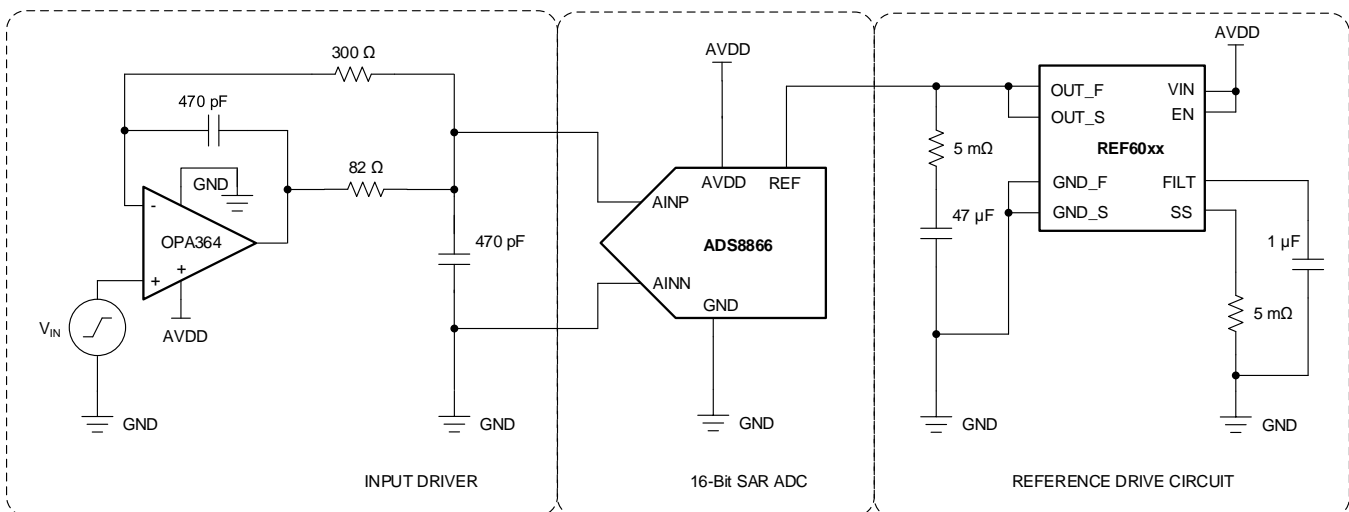 300 Ω
470 pF
GND
82 Ω
-
OPA364
+
+
V_IN
AVDD
GND
470 pF
GND
INPUT DRIVER
AVDD
AVDD
REF
AINP
ADS8866
AINN
GND
GND
16-Bit SAR ADC
AVDD
OUT_F
OUT_S
VIN
EN
REF60xx
GND_F
GND_S
FILT
SS
5 mΩ
47 µF
1 µF
5 mΩ
GND
GND
REFERENCE DRIVE CIRCUIT